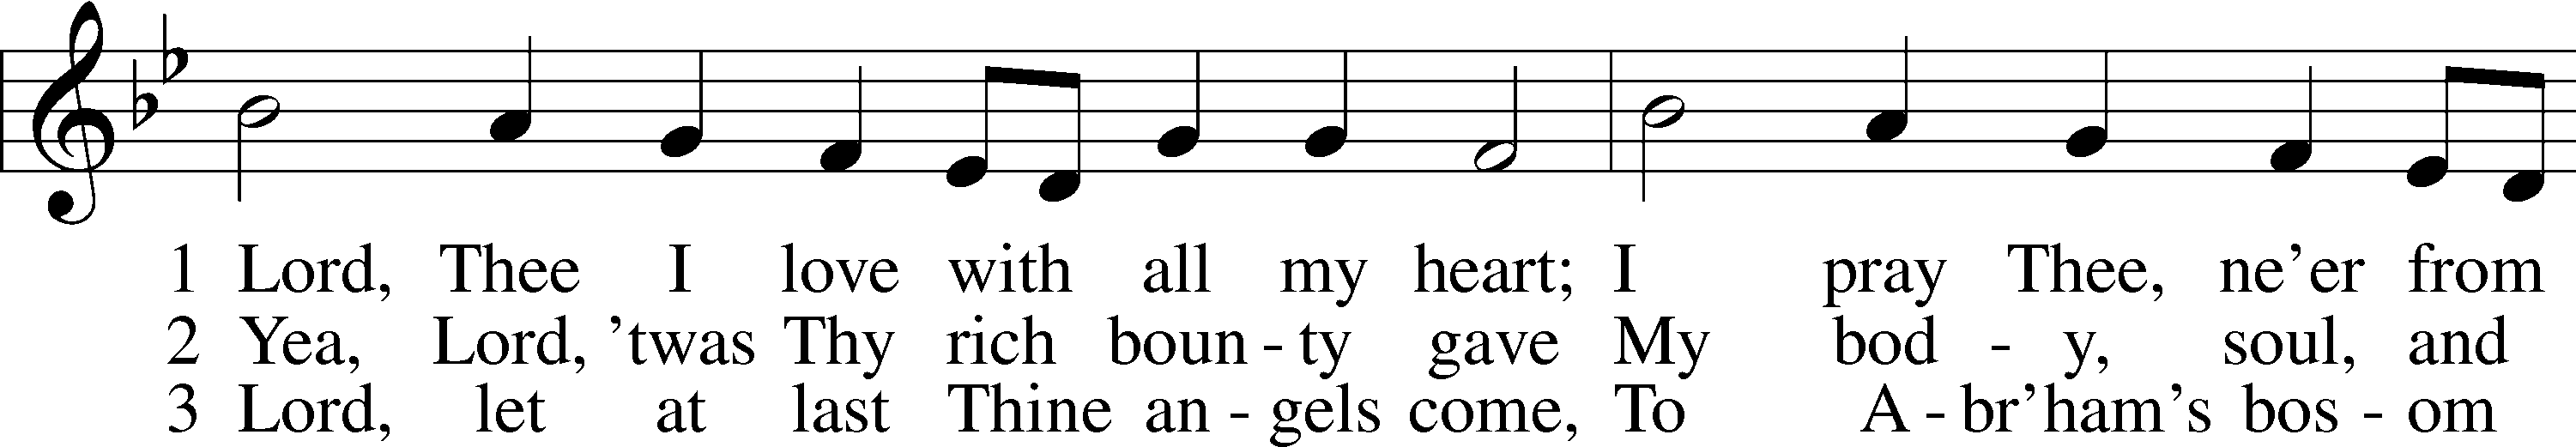 1 Lord, Thee I love with all my heart; I pray Thee, ne’er from
2 Yea, Lord, ’twas Thy rich boun - ty gave My bod - y, soul, and
3 Lord, let at last Thine an - gels come, To A - br’ham’s bos - om